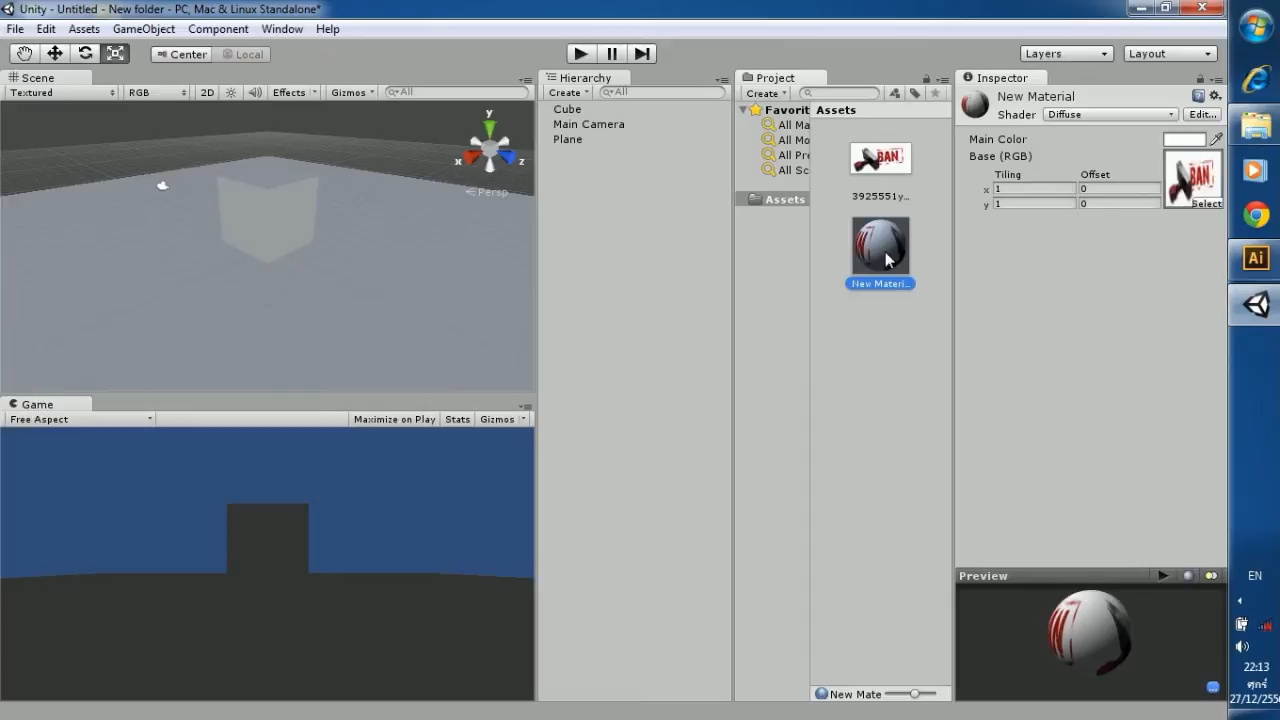 Unity - Untitled - New folder - PC, Mac & Linux Standalone*
File Edit Assets GameObject Component Window Help
Center Local
Layers Layout
Scene
Textured RGB 2D Effects Gizmos All
y
x z
Persp
Game
Free Aspect Maximize on Play Stats Gizmos
Hierarchy
Create All
Cube
Main Camera
Plane
Project
Create
Favorit
All Ma
All Mo
All Pre
All Sc
Assets
Assets
BAN
3925551y...
New Materi...
New Mate
Inspector
New Material
Shader Diffuse Edit...
Main Color
Base (RGB)
Tiling Offset
x 1 0
y 1 0
BAN
Select
Preview
Ai
EN
22:13
ศุกร์
27/12/255